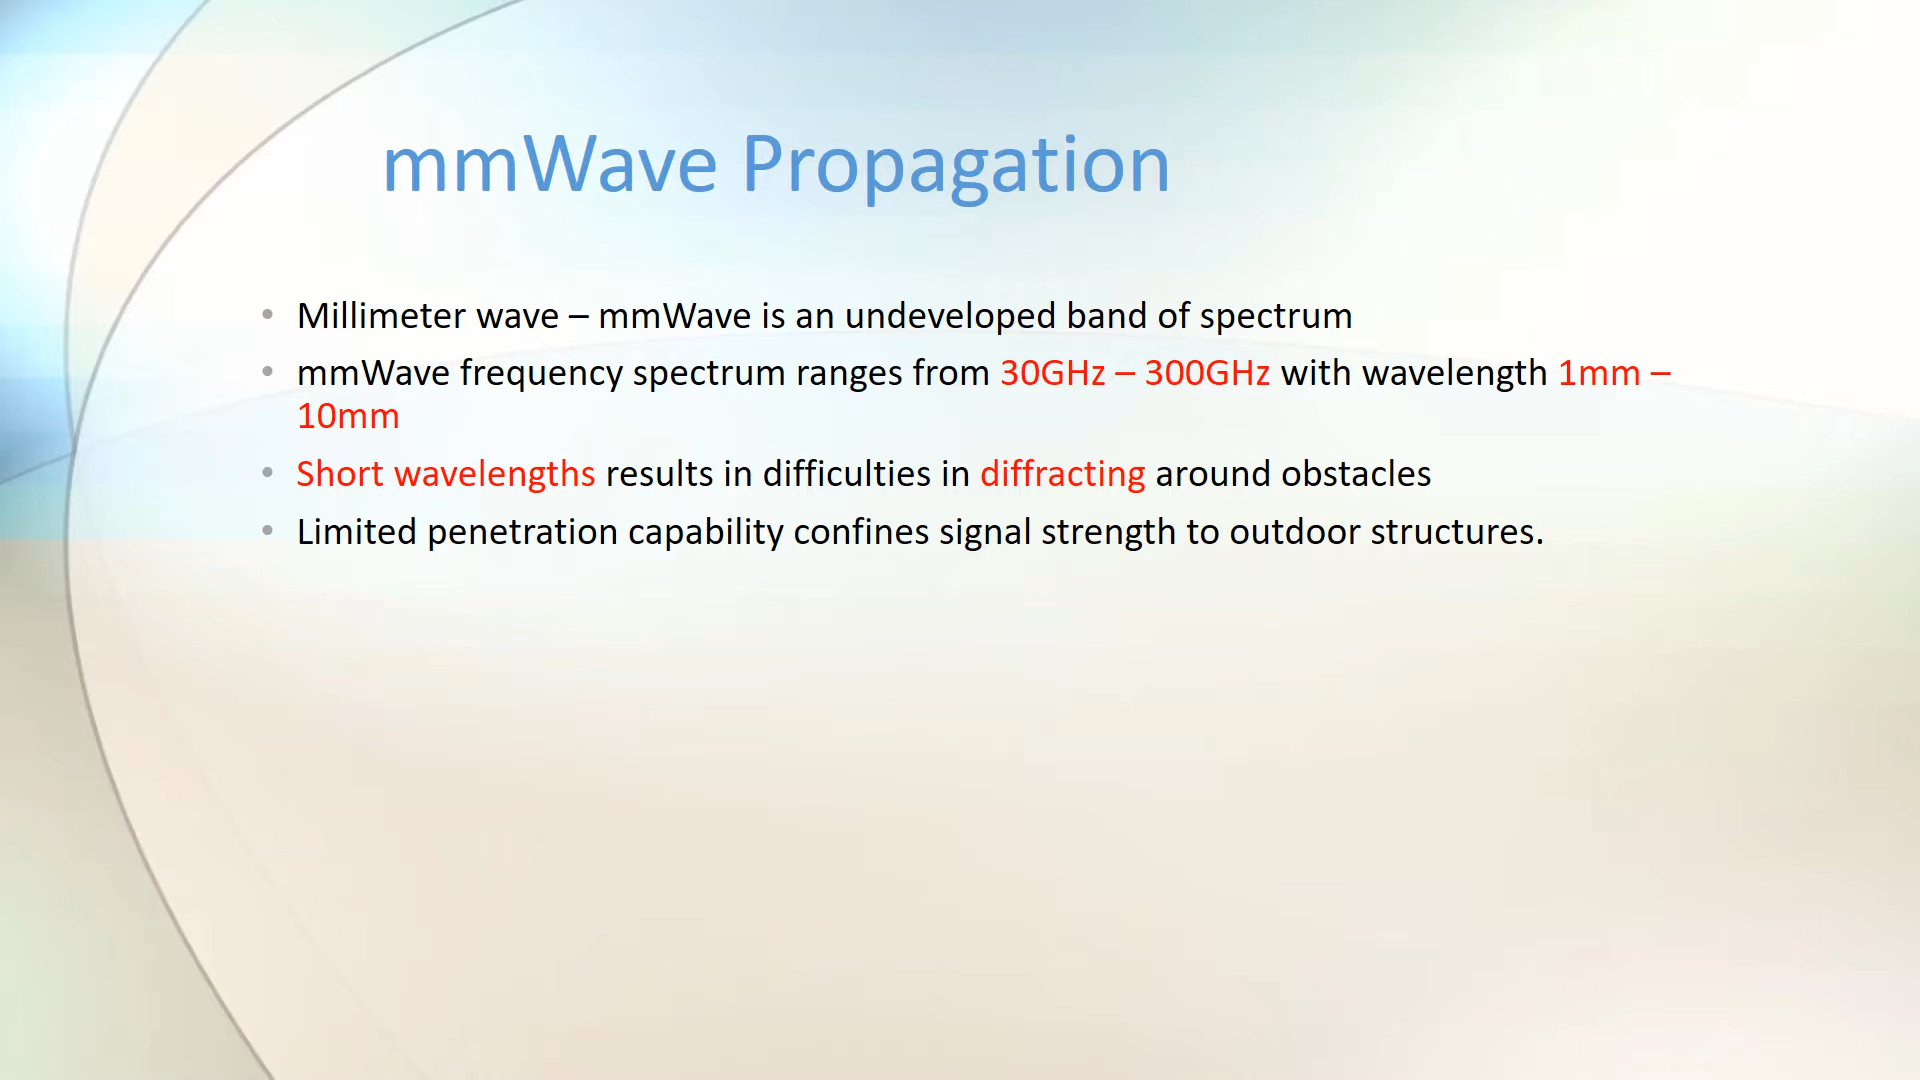 mmWave Propagation
• Millimeter wave – mmWave is an undeveloped band of spectrum
• mmWave frequency spectrum ranges from 30GHz – 300GHz with wavelength 1mm –
10mm
• Short wavelengths results in difficulties in diffracting around obstacles
• Limited penetration capability confines signal strength to outdoor structures.